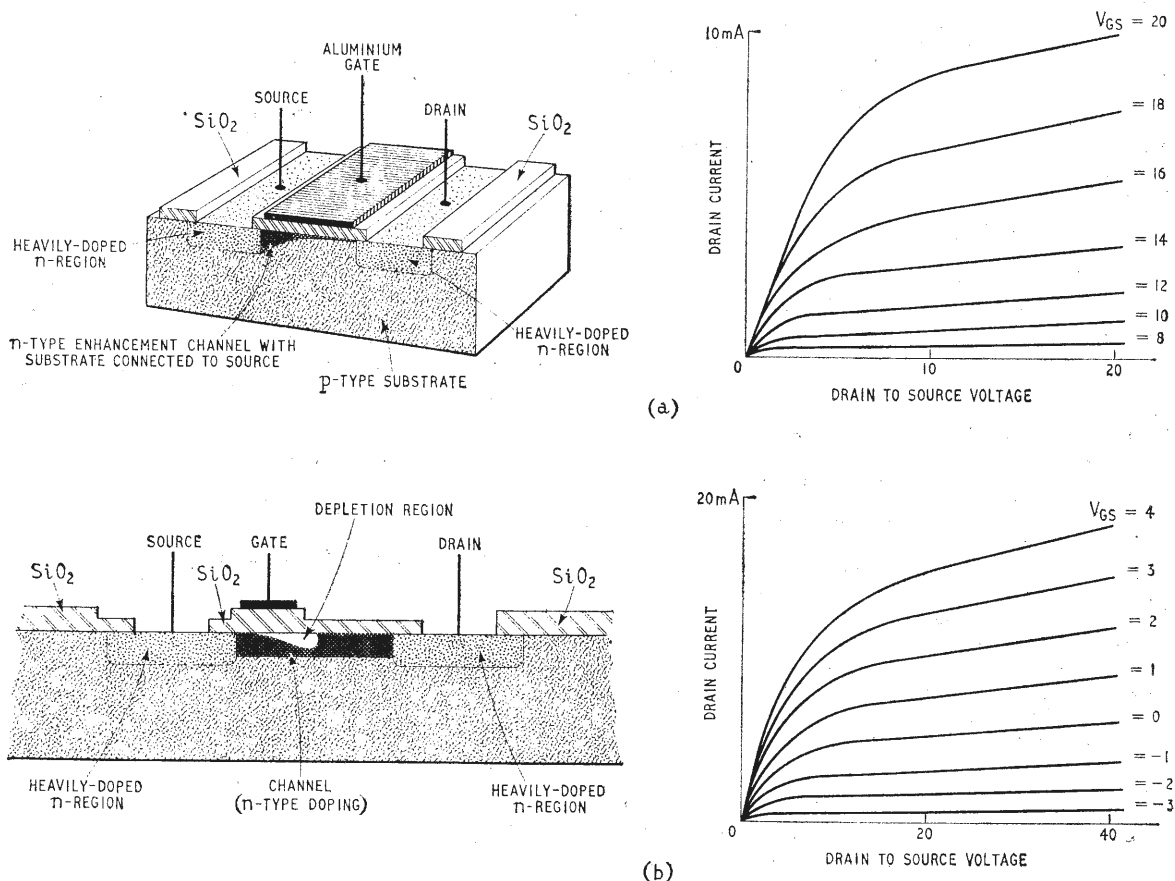 ALUMINIUM
GATE
SOURCE
DRAIN
SiO2
SiO2
HEAVILY-DOPED
n-REGION
HEAVILY-DOPED
n-REGION
n-TYPE ENHANCEMENT CHANNEL WITH
SUBSTRATE CONNECTED TO SOURCE
p-TYPE SUBSTRATE
10mA
VGS = 20
= 18
= 16
= 14
= 12
= 10
= 8
DRAIN CURRENT
0
10
20
DRAIN TO SOURCE VOLTAGE
(a)
DEPLETION REGION
SOURCE
GATE
DRAIN
SiO2
SiO2
SiO2
HEAVILY-DOPED
n-REGION
CHANNEL
(n-TYPE DOPING)
HEAVILY-DOPED
n-REGION
20mA
VGS = 4
= 3
= 2
= 1
= 0
= -1
= -2
= -3
DRAIN CURRENT
0
20
40
DRAIN TO SOURCE VOLTAGE
(b)